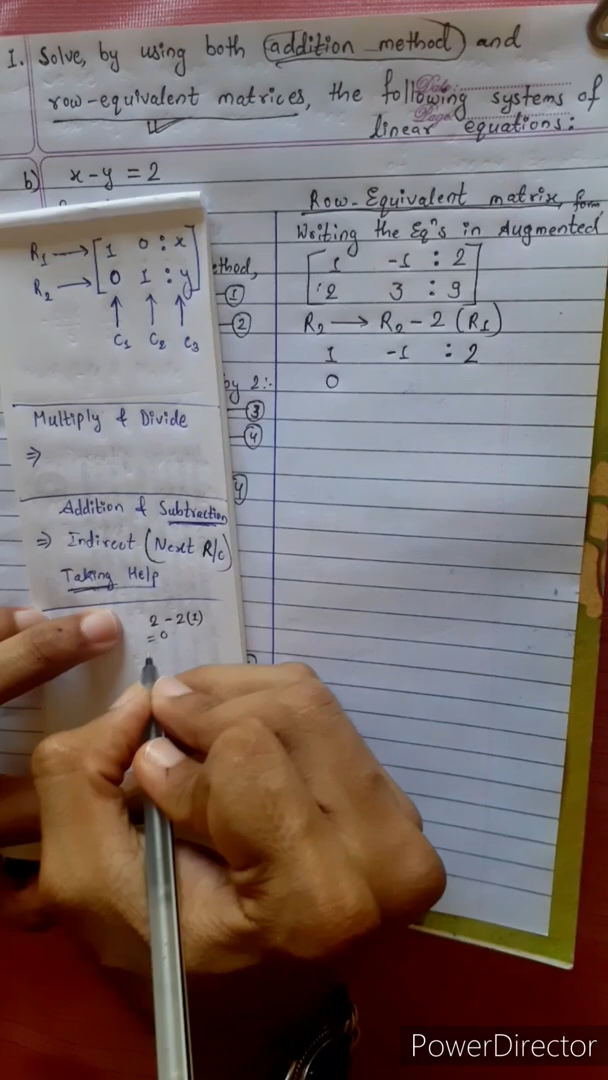 1. Solve, by using both (addition method) and
row-equivalent matrices, the following systems of
Date:
Page:
linear equations:
b) x-y = 2
Row-Equivalent matrix form
Writing the Eqⁿs in Augmented
[1 -1 : 2
2 3 : 9]
R₂ → R₂ - 2 (R₁)
1 -1 : 2
0
R₁ → [1 0 : x
R₂ → 0 1 : y]
↑ ↑ ↑
C₁ C₂ C₃
ethod,
①
②
by 2:-
③
④
y
Multiply & Divide
⇒
Addition & Subtraction
⇒ Indirect (Next R/c)
Taking Help
2 - 2(1)
= 0
PowerDirector